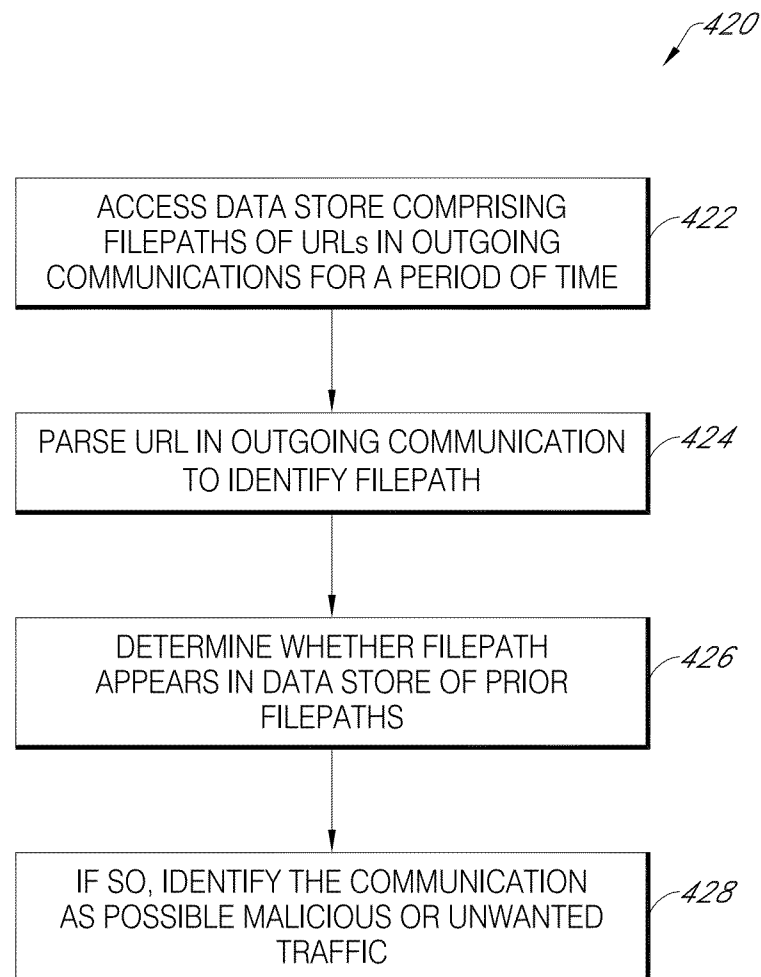 420
ACCESS DATA STORE COMPRISING
FILEPATHS OF URLs IN OUTGOING
COMMUNICATIONS FOR A PERIOD OF TIME
422
PARSE URL IN OUTGOING COMMUNICATION
TO IDENTIFY FILEPATH
424
DETERMINE WHETHER FILEPATH
APPEARS IN DATA STORE OF PRIOR
FILEPATHS
426
IF SO, IDENTIFY THE COMMUNICATION
AS POSSIBLE MALICIOUS OR UNWANTED
TRAFFIC
428